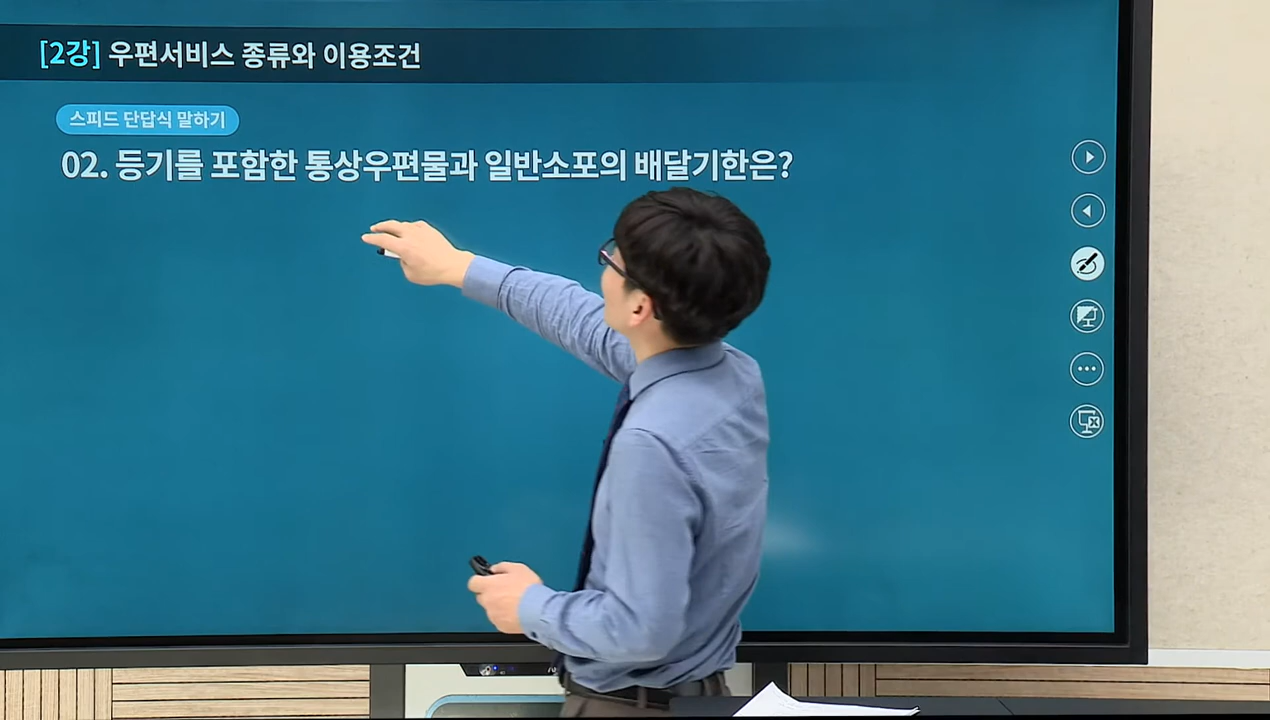 [2강] 우편서비스 종류와 이용조건
스피드 단답식 말하기
02. 등기를 포함한 통상우편물과 일반소포의 배달기한은?